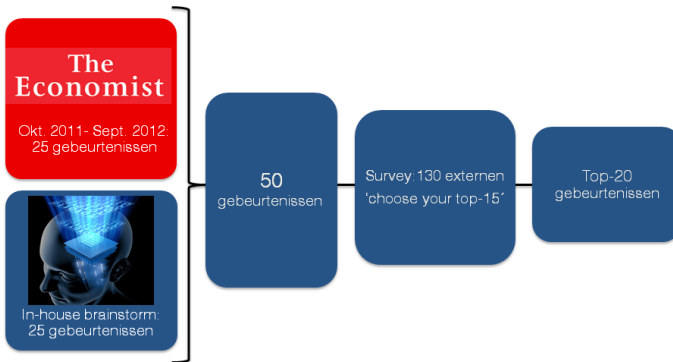 The
Economist
Okt. 2011- Sept. 2012:
25 gebeurtenissen
In-house brainstorm:
25 gebeurtenissen
50
gebeurtenissen
Survey: 130 externen
‘choose your top-15’
Top-20
gebeurtenissen